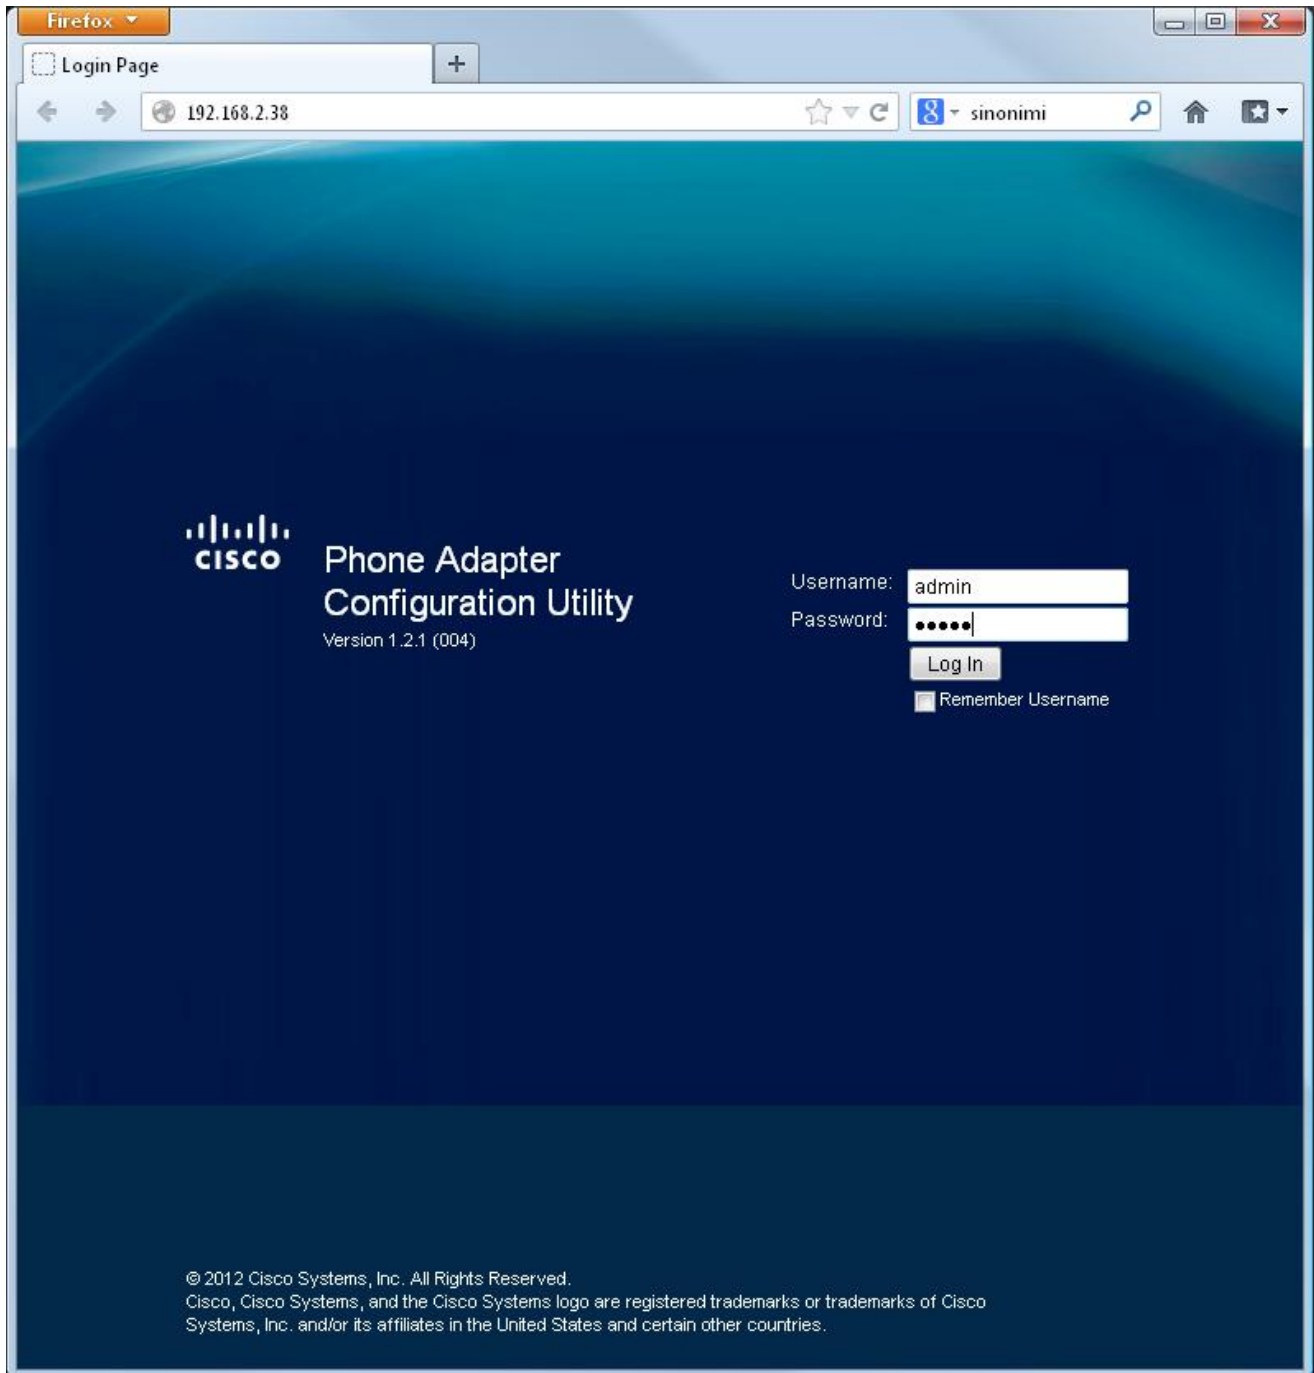 Firefox
Login Page
192.168.2.38
sinonimi
CISCO
Phone Adapter
Configuration Utility
Version 1.2.1 (004)
Username:
admin
Password:
•••••
Log In
Remember Username
© 2012 Cisco Systems, Inc. All Rights Reserved.
Cisco, Cisco Systems, and the Cisco Systems logo are registered trademarks or trademarks of Cisco
Systems, Inc. and/or its affiliates in the United States and certain other countries.